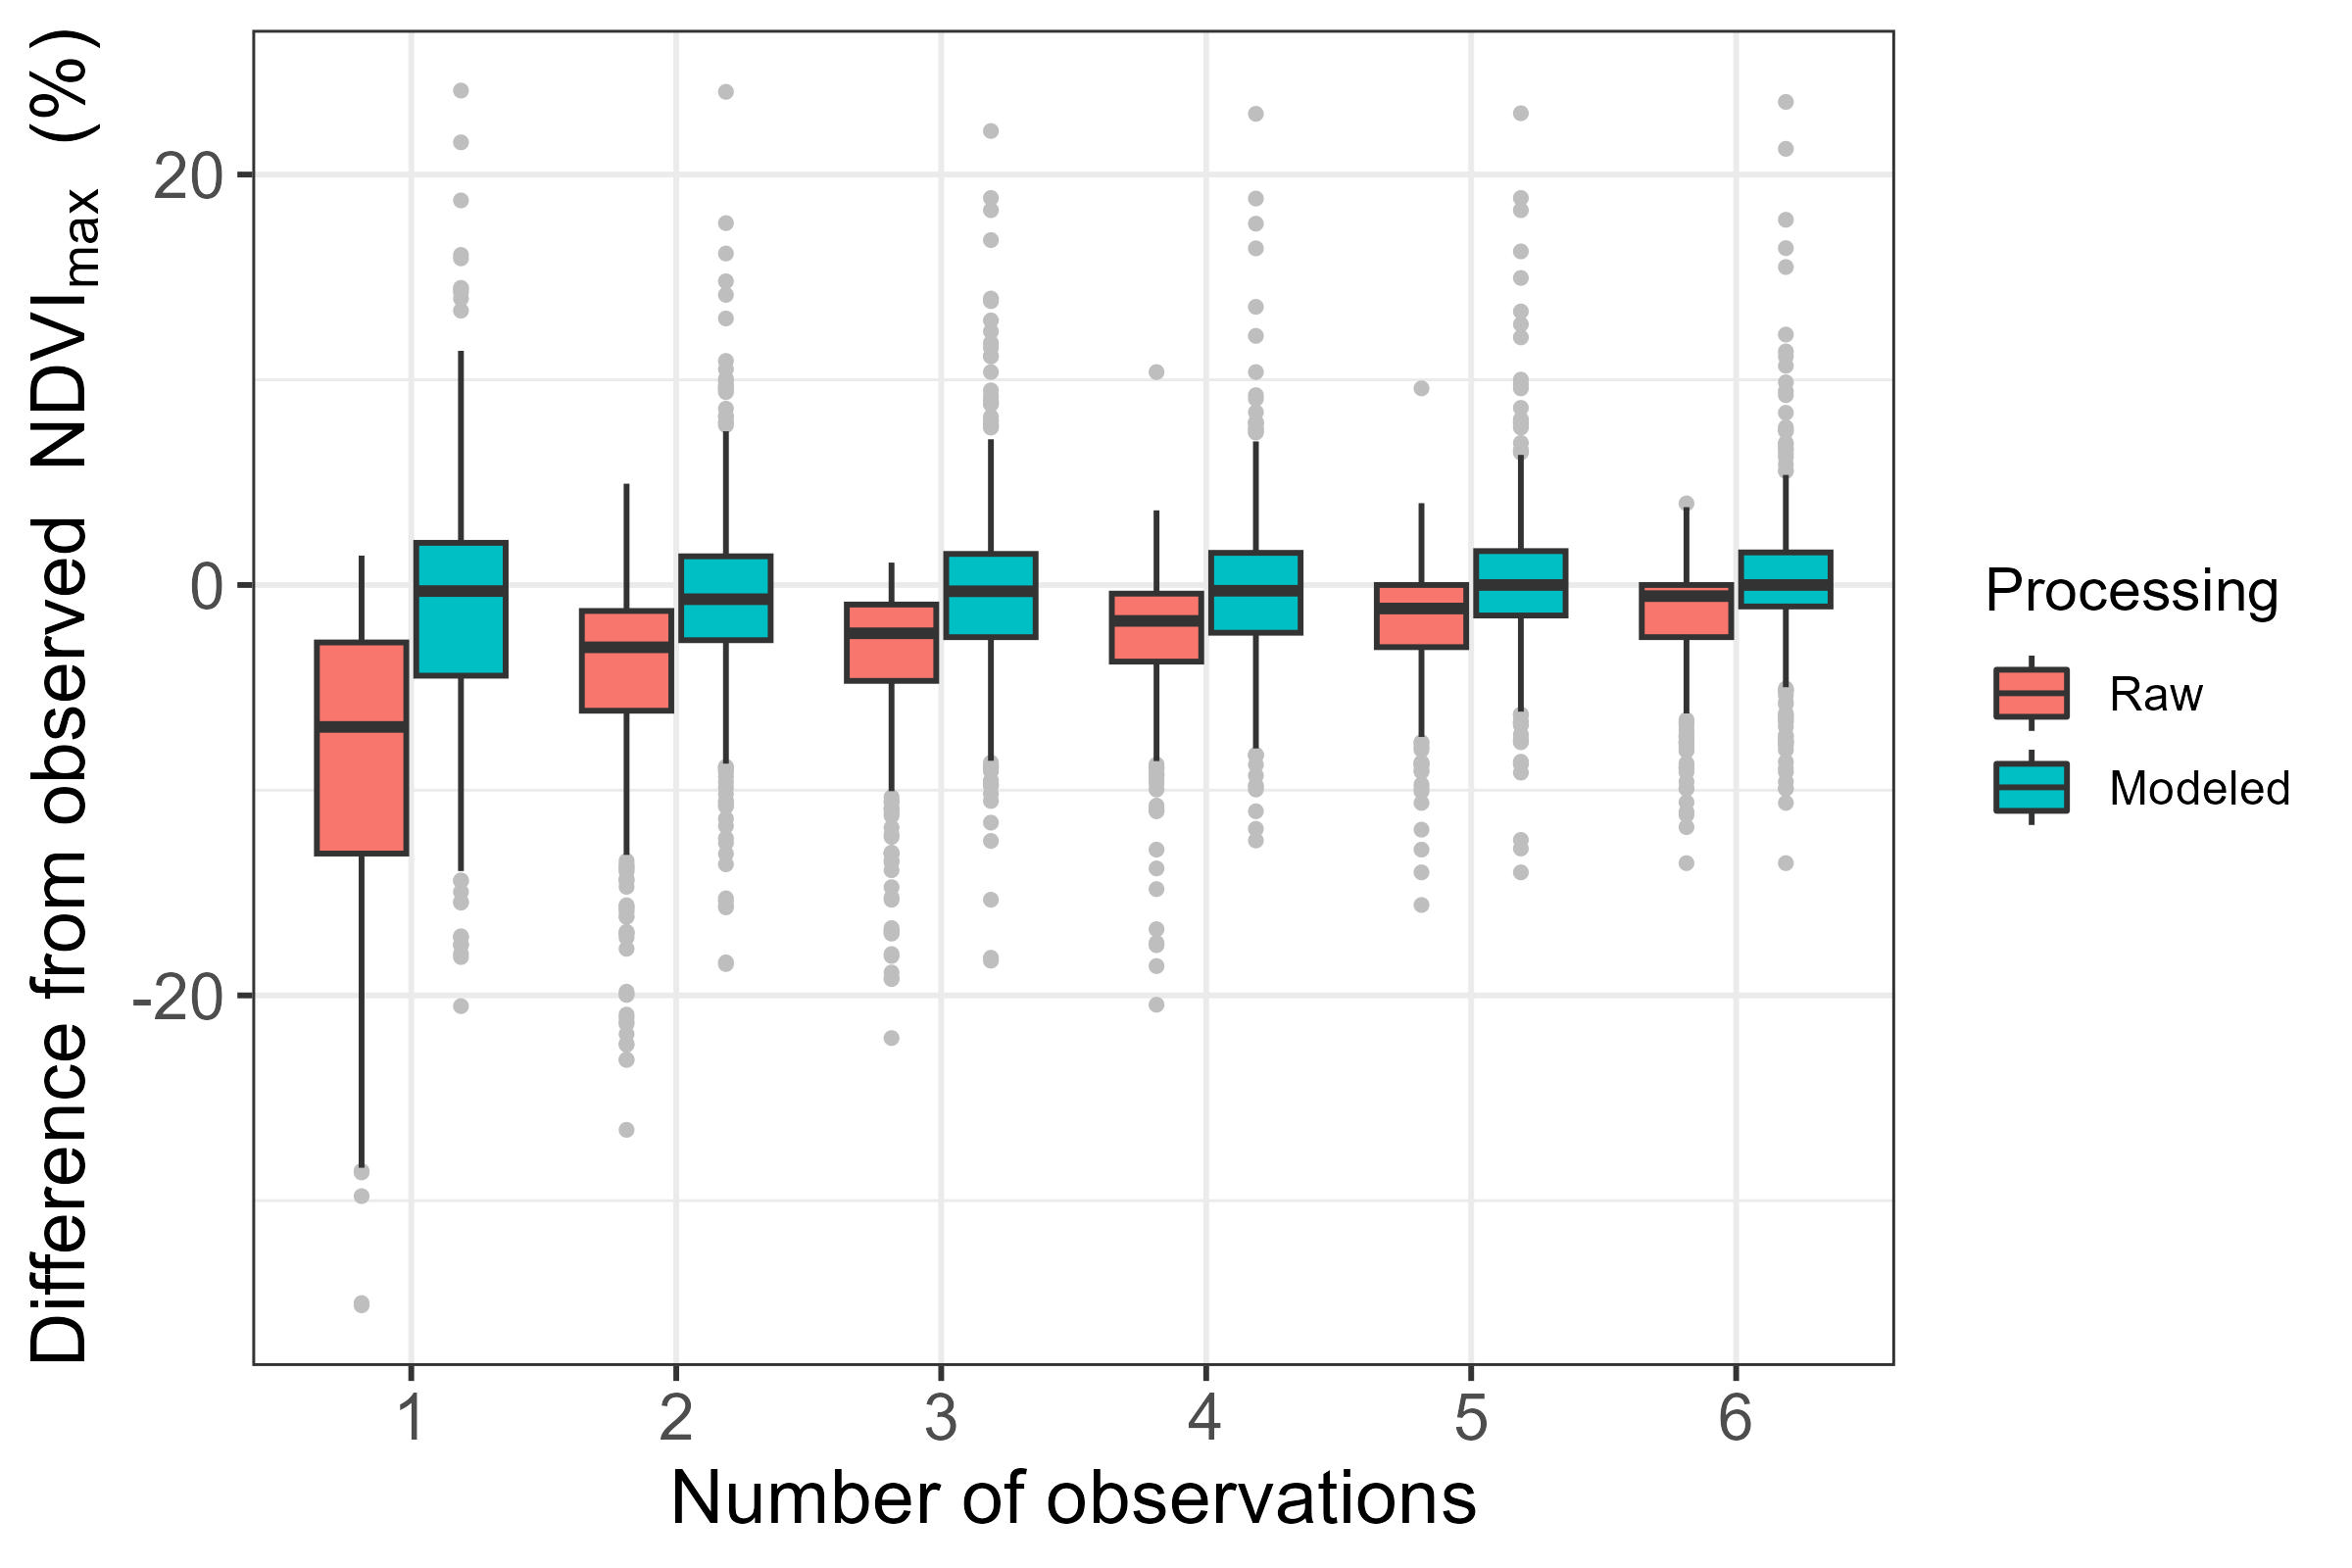 Difference from observed NDVImax (%)
20
0
-20
1 2 3 4 5 6
Number of observations
Processing
Raw
Modeled